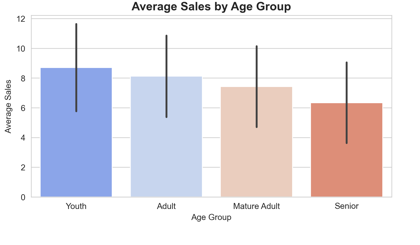 Average Sales by Age Group
12
10
8
6
4
2
0
Average Sales
Youth
Adult
Mature Adult
Senior
Age Group